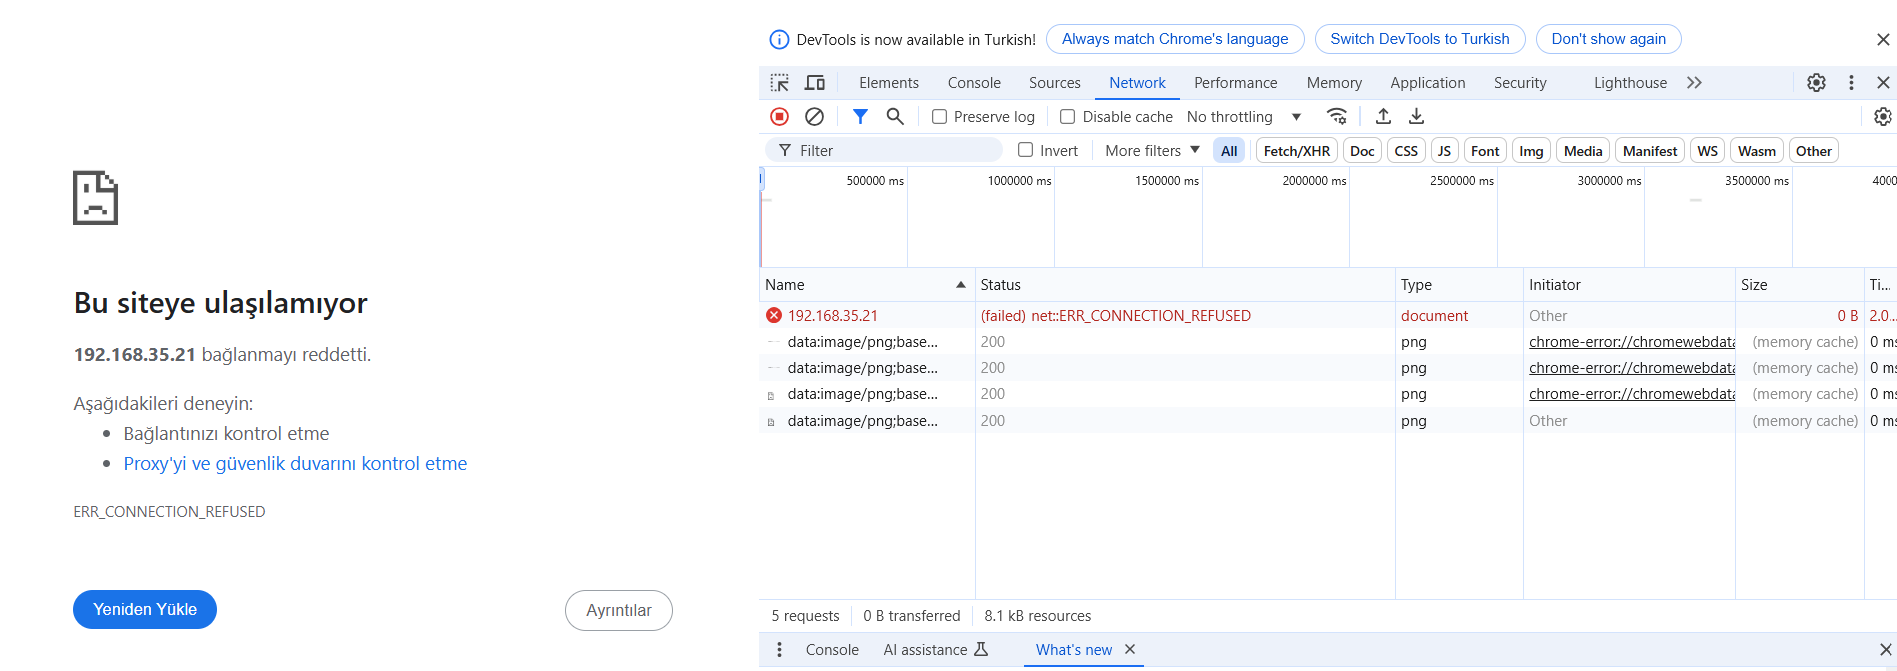 Bu siteye ulaşılamıyor
192.168.35.21 bağlanmayı reddetti.
Aşağıdakileri deneyin:
Bağlantınızı kontrol etme
Proxy'yi ve güvenlik duvarını kontrol etme
ERR_CONNECTION_REFUSED
Yeniden Yükle Ayrıntılar
DevTools is now available in Turkish! Always match Chrome's language Switch DevTools to Turkish Don't show again
Elements Console Sources Network Performance Memory Application Security Lighthouse
Preserve log Disable cache No throttling
Filter Invert More filters All Fetch/XHR Doc CSS JS Font Img Media Manifest WS Wasm Other
500000 ms 1000000 ms 1500000 ms 2000000 ms 2500000 ms 3000000 ms 3500000 ms 4000
Name Status Type Initiator Size Ti...
192.168.35.21 (failed) net::ERR_CONNECTION_REFUSED document Other 0 B 2.0...
data:image/png;base... 200 png chrome-error://chromewebdata (memory cache) 0 ms
data:image/png;base... 200 png chrome-error://chromewebdata (memory cache) 0 ms
data:image/png;base... 200 png chrome-error://chromewebdata (memory cache) 0 ms
data:image/png;base... 200 png Other (memory cache) 0 ms
5 requests 0 B transferred 8.1 kB resources
Console AI assistance What's new